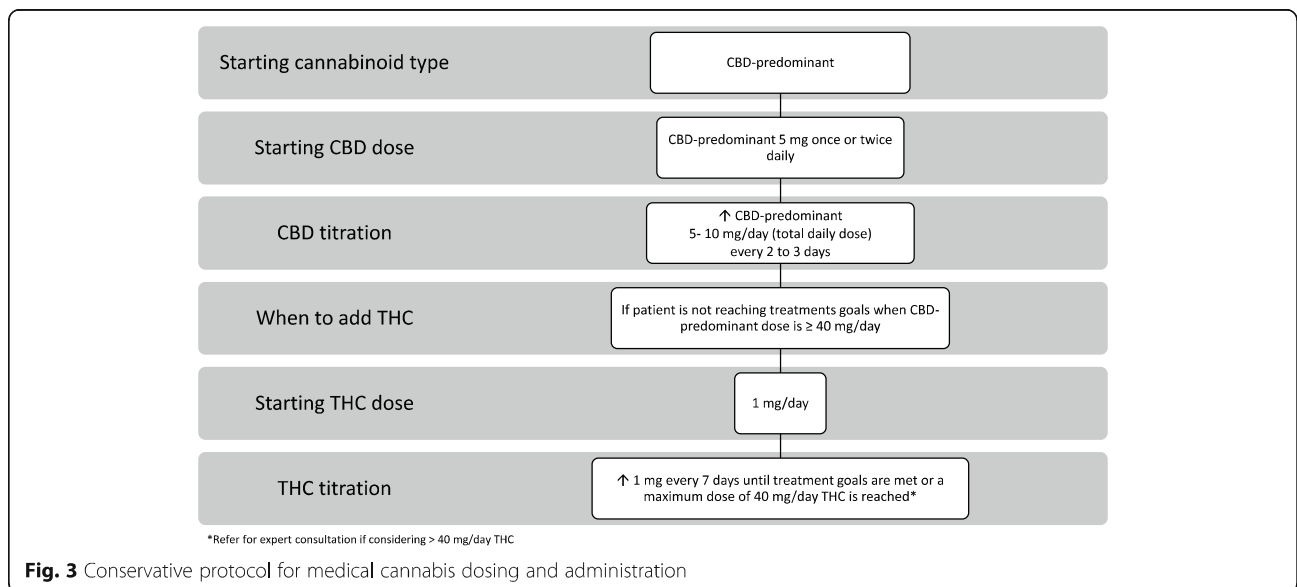 Starting cannabinoid type
CBD-predominant
Starting CBD dose
CBD-predominant 5 mg once or twice
daily
CBD titration
↑ CBD-predominant
5- 10 mg/day (total daily dose)
every 2 to 3 days
When to add THC
If patient is not reaching treatments goals when CBD-
predominant dose is ≥ 40 mg/day
Starting THC dose
1 mg/day
THC titration
↑ 1 mg every 7 days until treatment goals are met or a
maximum dose of 40 mg/day THC is reached*
*Refer for expert consultation if considering > 40 mg/day THC
Fig. 3 Conservative protocol for medical cannabis dosing and administration